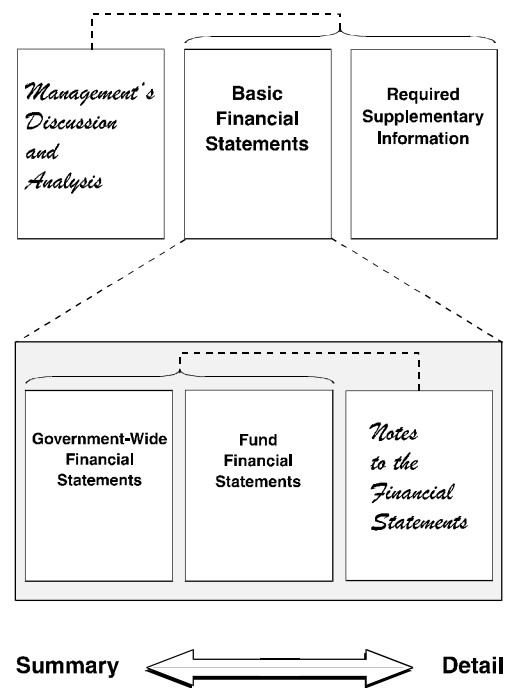 Management's
Discussion
and
Analysis
Basic
Financial
Statements
Required
Supplementary
Information
Government-Wide
Financial
Statements
Fund
Financial
Statements
Notes
to the
Financial
Statements
Summary
Detail